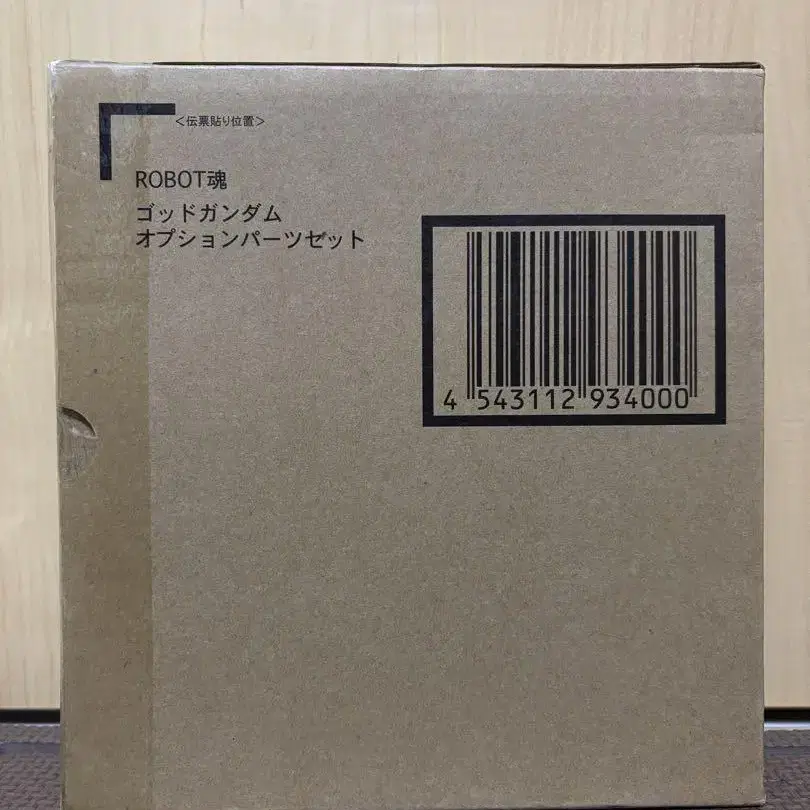 <伝票貼り位置>
ROBOT魂
ゴッドガンダム
オプションパーツセット
4 543112 934000